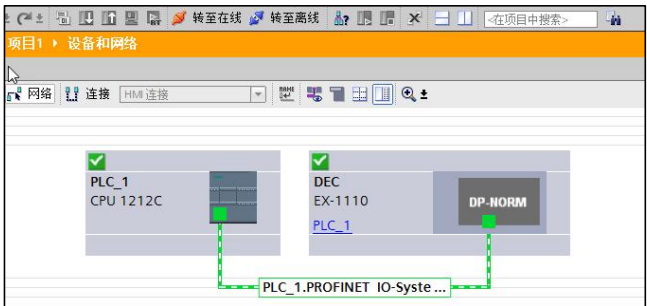 转至在线 转至离线 <在项目中搜索>
项目1 ▸ 设备和网络
网络 连接 HMI 连接
PLC_1
CPU 1212C
DEC
EX-1110
PLC_1
DP-NORM
PLC_1.PROFINET IO-Syste ...